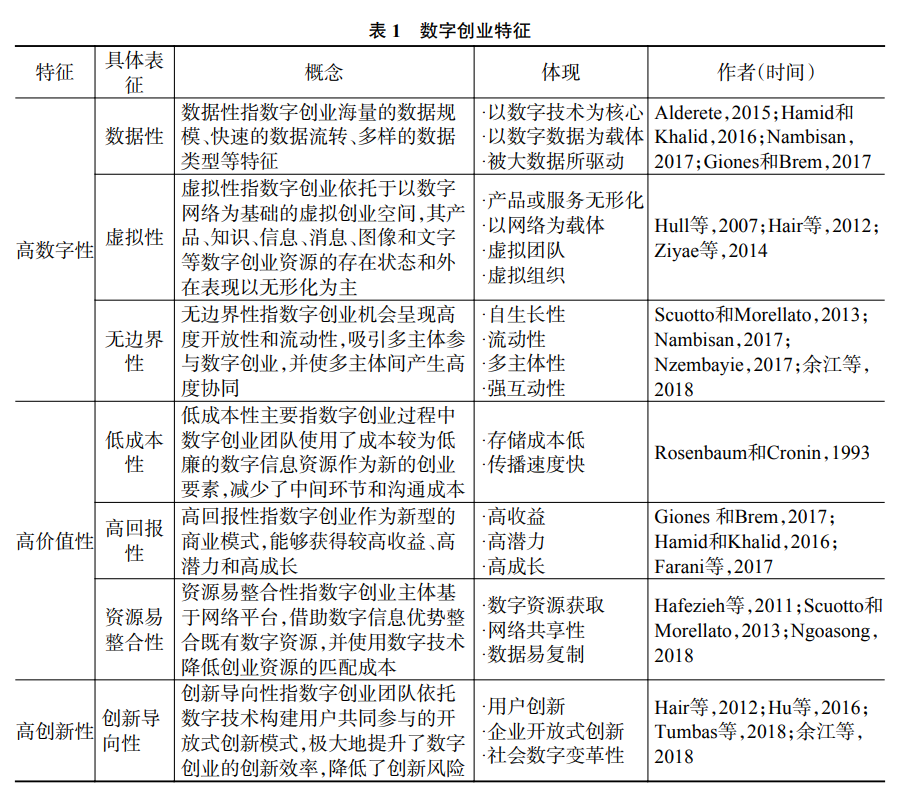 表 1 数字创业特征
特征
具体表
征
概念
体现
作者(时间)
高数字性
数据性
数据性指数字创业海量的数据规
模、快速的数据流转、多样的数据
类型等特征
·以数字技术为核心
·以数字数据为载体
·被大数据所驱动
Alderete,2015;Hamid和
Khalid,2016;Nambisan,
2017;Giones和Brem,2017
虚拟性
虚拟性指数字创业依托于以数字
网络为基础的虚拟创业空间,其产
品、知识、信息、消息、图像和文字
等数字创业资源的存在状态和外
在表现以无形化为主
·产品或服务无形化
·以网络为载体
·虚拟团队
·虚拟组织
Hull等,2007;Hair等,2012;
Ziyae等,2014
无边界
性
无边界性指数字创业机会呈现高
度开放性和流动性,吸引多主体参
与数字创业,并使多主体间产生高
度协同
·自生长性
·流动性
·多主体性
·强互动性
Scuotto和Morellato,2013;
Nambisan,2017;
Nzembayie,2017;余江等,
2018
高价值性
低成本
性
低成本性主要指数字创业过程中
数字创业团队使用了成本较为低
廉的数字信息资源作为新的创业
要素,减少了中间环节和沟通成本
·存储成本低
·传播速度快
Rosenbaum和Cronin,1993
高回报
性
高回报性指数字创业作为新型的
商业模式,能够获得较高收益、高
潜力和高成长
·高收益
·高潜力
·高成长
Giones 和Brem,2017;
Hamid和Khalid,2016;
Farani等,2017
资源易
整合性
资源易整合性指数字创业主体基
于网络平台,借助数字信息优势整
合既有数字资源,并使用数字技术
降低创业资源的匹配成本
·数字资源获取
·网络共享性
·数据易复制
Hafezieh等,2011;Scuotto和
Morellato,2013;Ngoasong,
2018
高创新性
创新导
向性
创新导向性指数字创业团队依托
数字技术构建用户共同参与的开
放式创新模式,极大地提升了数字
创业的创新效率,降低了创新风险
·用户创新
·企业开放式创新
·社会数字变革性
Hair等,2012;Hu等,2016;
Tumbas等,2018;余江等,
2018